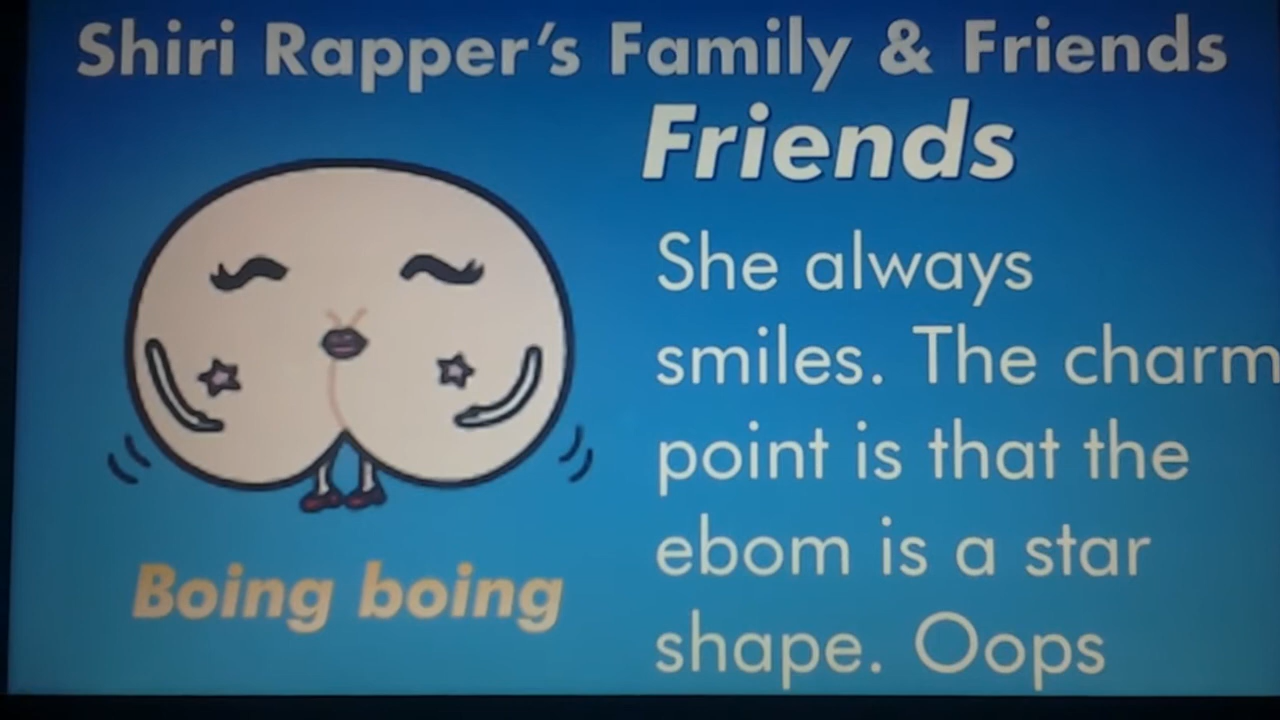 Shiri Rapper's Family & Friends
Friends
She always
smiles. The charm
point is that the
ebom is a star
shape. Oops
Boing boing